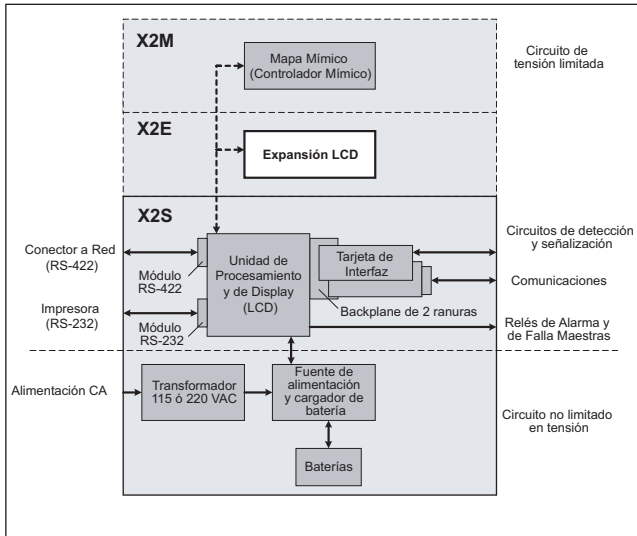 X2M
Mapa Mímico
(Controlador Mímico)
Circuito de
tensión limitada
X2E
Expansión LCD
X2S
Conector a Red
(RS-422)
Módulo
RS-422
Unidad de
Procesamiento
y de Display
(LCD)
Tarjeta de
Interfaz
Backplane de 2 ranuras
Circuitos de detección
y señalización
Comunicaciones
Impresora
(RS-232)
Módulo
RS-232
Relés de Alarma y
de Falla Maestras
Alimentación CA
Transformador
115 ó 220 VAC
Fuente de
alimentación
y cargador de
batería
Circuito no limitado
en tensión
Baterías